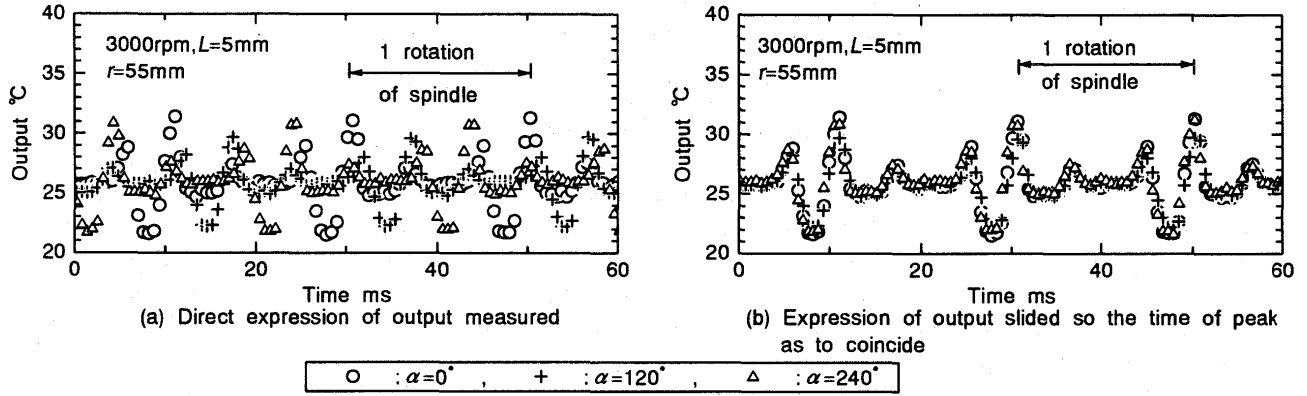 40
35
30
25
20
Output °C
3000rpm, L=5mm
r=55mm
1 rotation
of spindle
0
20
40
60
Time ms
(a) Direct expression of output measured
40
35
30
25
20
Output °C
3000rpm, L=5mm
r=55mm
1 rotation
of spindle
0
20
40
60
Time ms
(b) Expression of output slided so the time of peak
as to coincide
○ : α=0° , + : α=120° , △ : α=240°